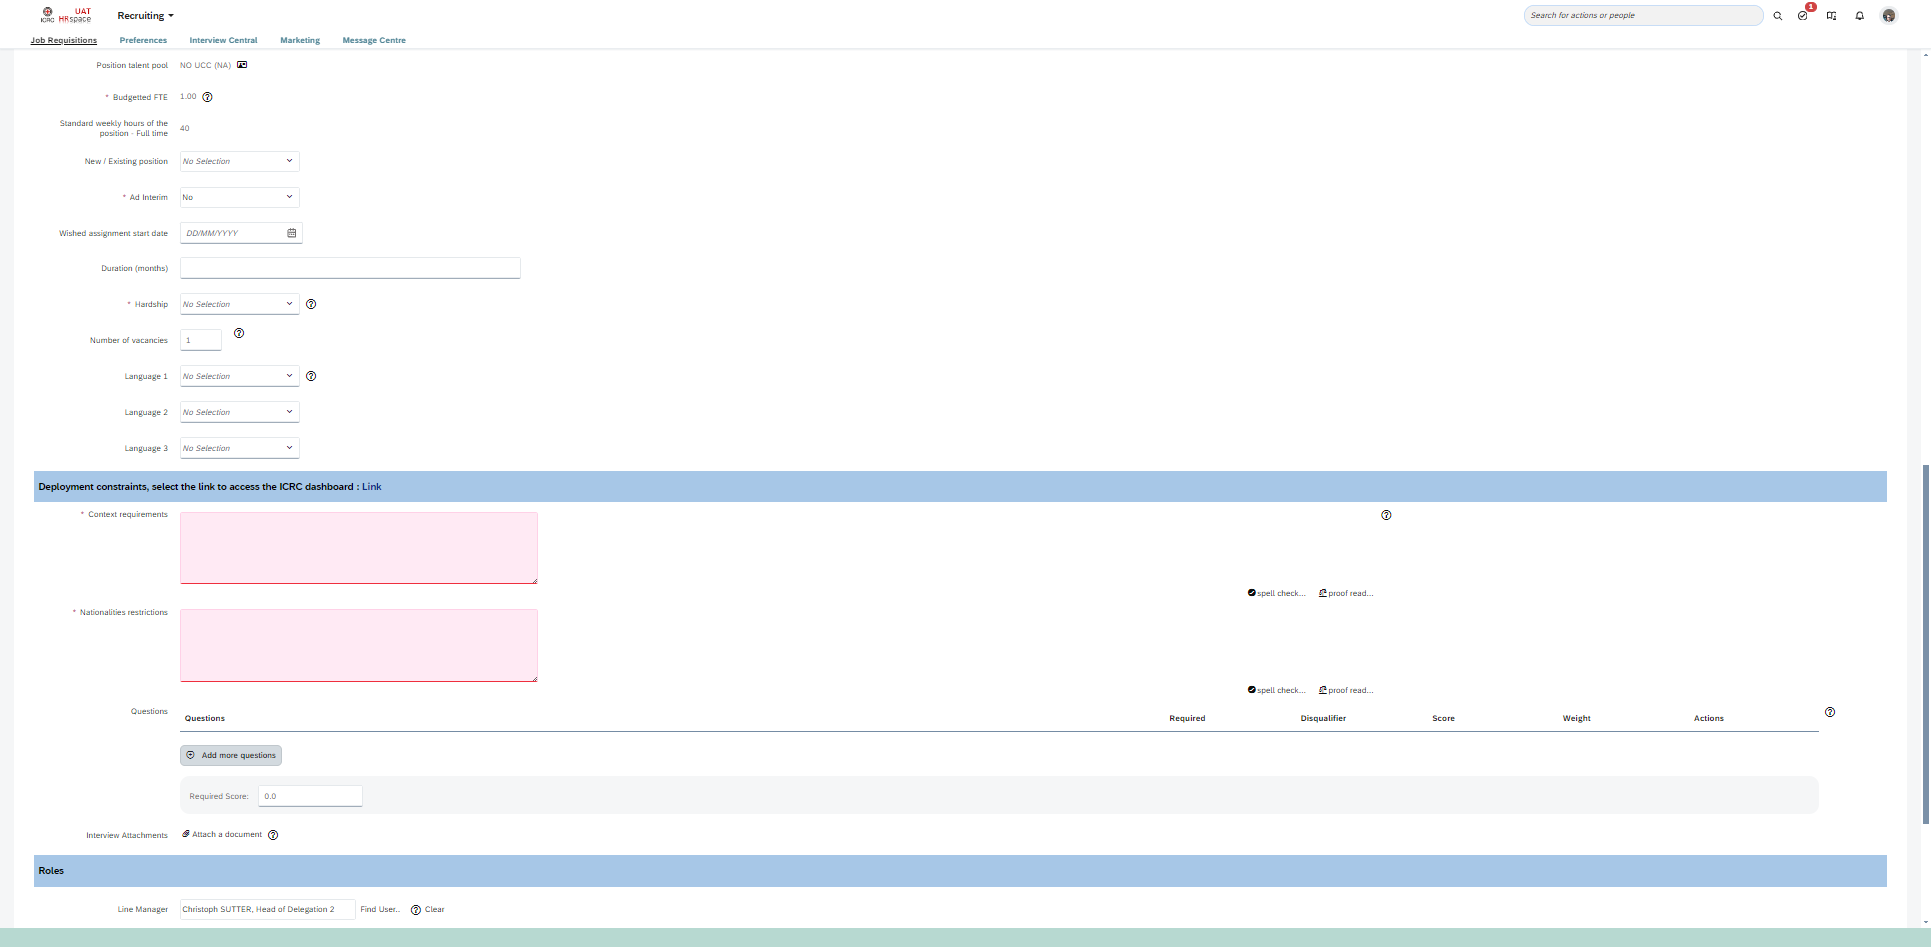 ICRC UAT HRspace Recruiting Search for actions or people 1
Job Requisitions Preferences Interview Central Marketing Message Centre
Position talent pool NO UCC (NA)
* Budgetted FTE 1.00
Standard weekly hours of the position - Full time 40
New / Existing position No Selection
* Ad Interim No
Wished assignment start date DD/MM/YYYY
Duration (months)
* Hardship No Selection
Number of vacancies 1
Language 1 No Selection
Language 2 No Selection
Language 3 No Selection
Deployment constraints, select the link to access the ICRC dashboard : Link
* Context requirements
spell check... proof read...
* Nationalities restrictions
spell check... proof read...
Questions
Questions Required Disqualifier Score Weight Actions
Add more questions
Required Score: 0.0
Interview Attachments Attach a document
Roles
Line Manager Christoph SUTTER, Head of Delegation 2 Find User.. Clear